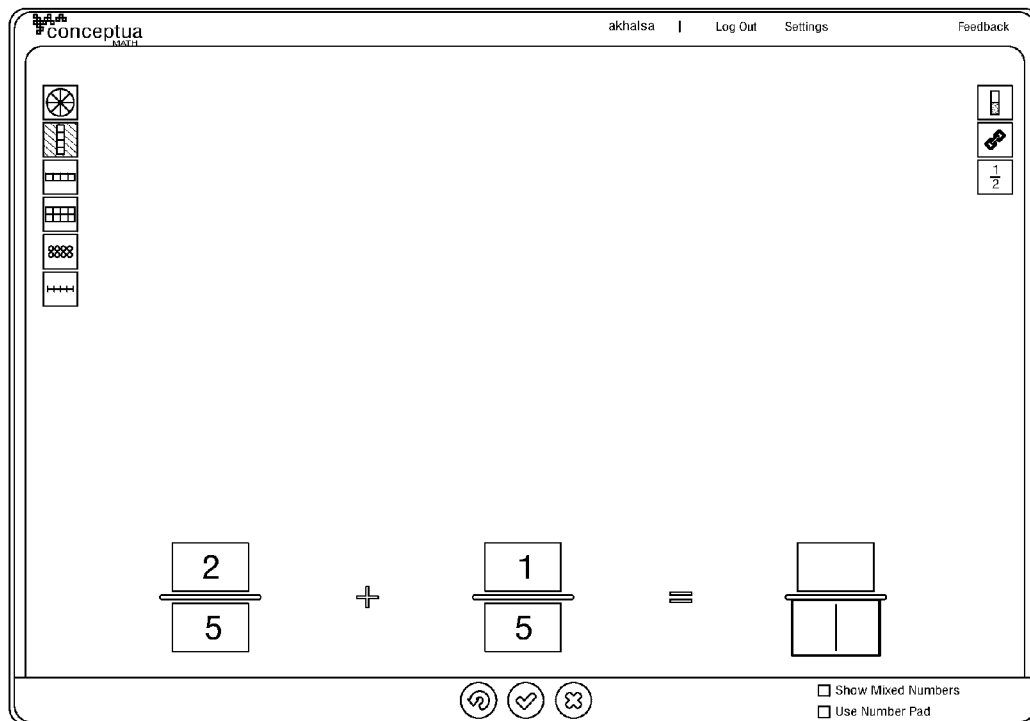 conceptua
MATH
akhalsa | Log Out Settings Feedback
1
2
2 + 1 =
5 5
Show Mixed Numbers
Use Number Pad